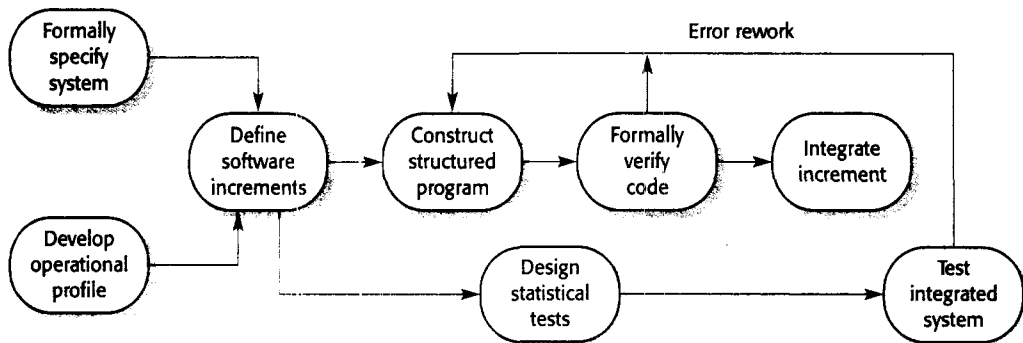 Error rework
Formally
specify
system
Define
software
increments
Construct
structured
program
Formally
verify
code
Integrate
increment
Develop
operational
profile
Design
statistical
tests
Test
integrated
system